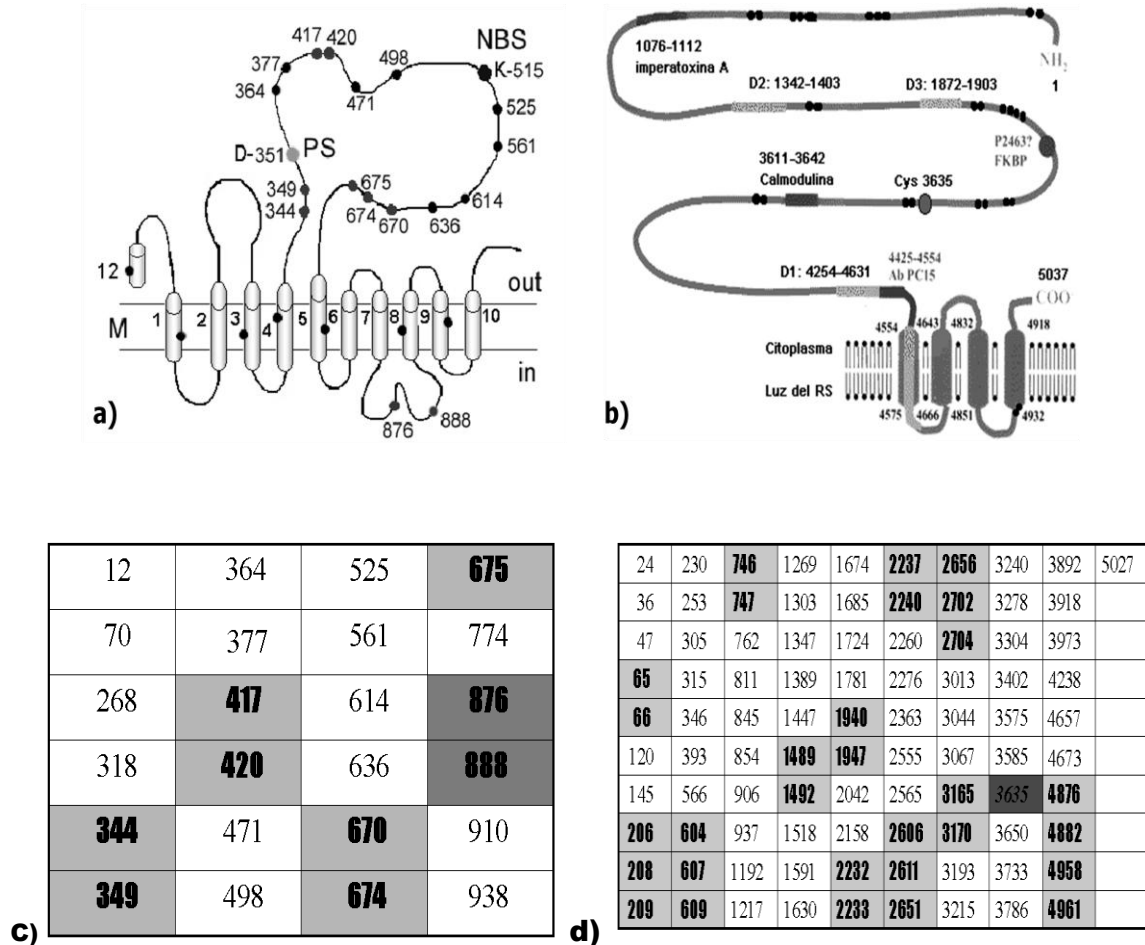 417 420
498
NBS
377
K-515
364
471
525
D-351 PS
561
349
675
344
674
670
636
614
12
out
M
1
2
3
4
5
6
7
8
9
10
in
876
888
a)
1076-1112
imperatoxina A
NH2
1
D2: 1342-1403
D3: 1872-1903
P2463?
FKBP
3611-3642
Calmodulina
Cys 3635
4425-4554
Ab PC15
D1: 4254-4631
5037
COO
4554
4643
4832
4918
Citoplasma
Luz del RS
4575
4666
4851
4932
b)
12 364 525 675
70 377 561 774
268 417 614 876
318 420 636 888
344 471 670 910
349 498 674 938
c)
24 230 746 1269 1674 2237 2656 3240 3892 5027
36 253 747 1303 1685 2240 2702 3278 3918
47 305 762 1347 1724 2260 2704 3304 3973
65 315 811 1389 1781 2276 3013 3402 4238
66 346 845 1447 1940 2363 3044 3575 4657
120 393 854 1489 1947 2555 3067 3585 4673
145 566 906 1492 2042 2565 3165 3635 4876
206 604 937 1518 2158 2606 3170 3650 4882
208 607 1192 1591 2232 2611 3193 3733 4958
209 609 1217 1630 2233 2651 3215 3786 4961
d)